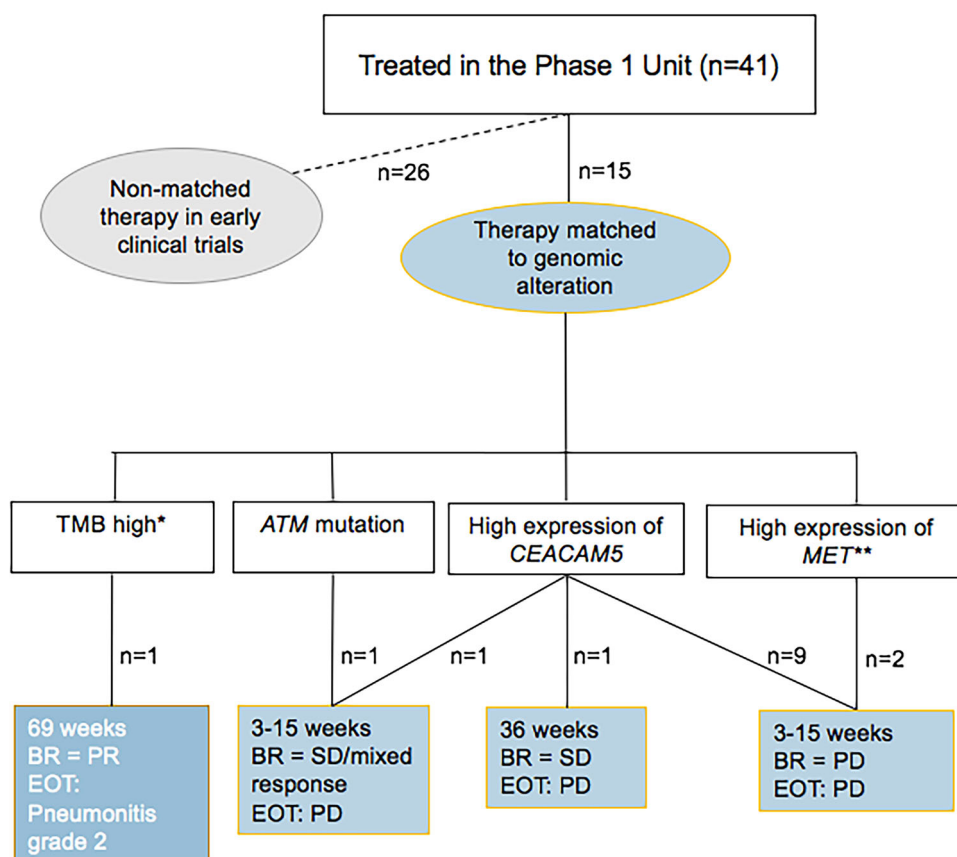 Treated in the Phase 1 Unit (n=41)
n=26
n=15
Non-matched
therapy in early
clinical trials
Therapy matched
to genomic
alteration
TMB high*
ATM mutation
High expression of
CEACAM5
High expression of
MET**
n=1
n=1
n=1
n=1
n=9
n=2
69 weeks
BR = PR
EOT:
Pneumonitis
grade 2
3-15 weeks
BR = SD/mixed
response
EOT: PD
36 weeks
BR = SD
EOT: PD
3-15 weeks
BR = PD
EOT: PD